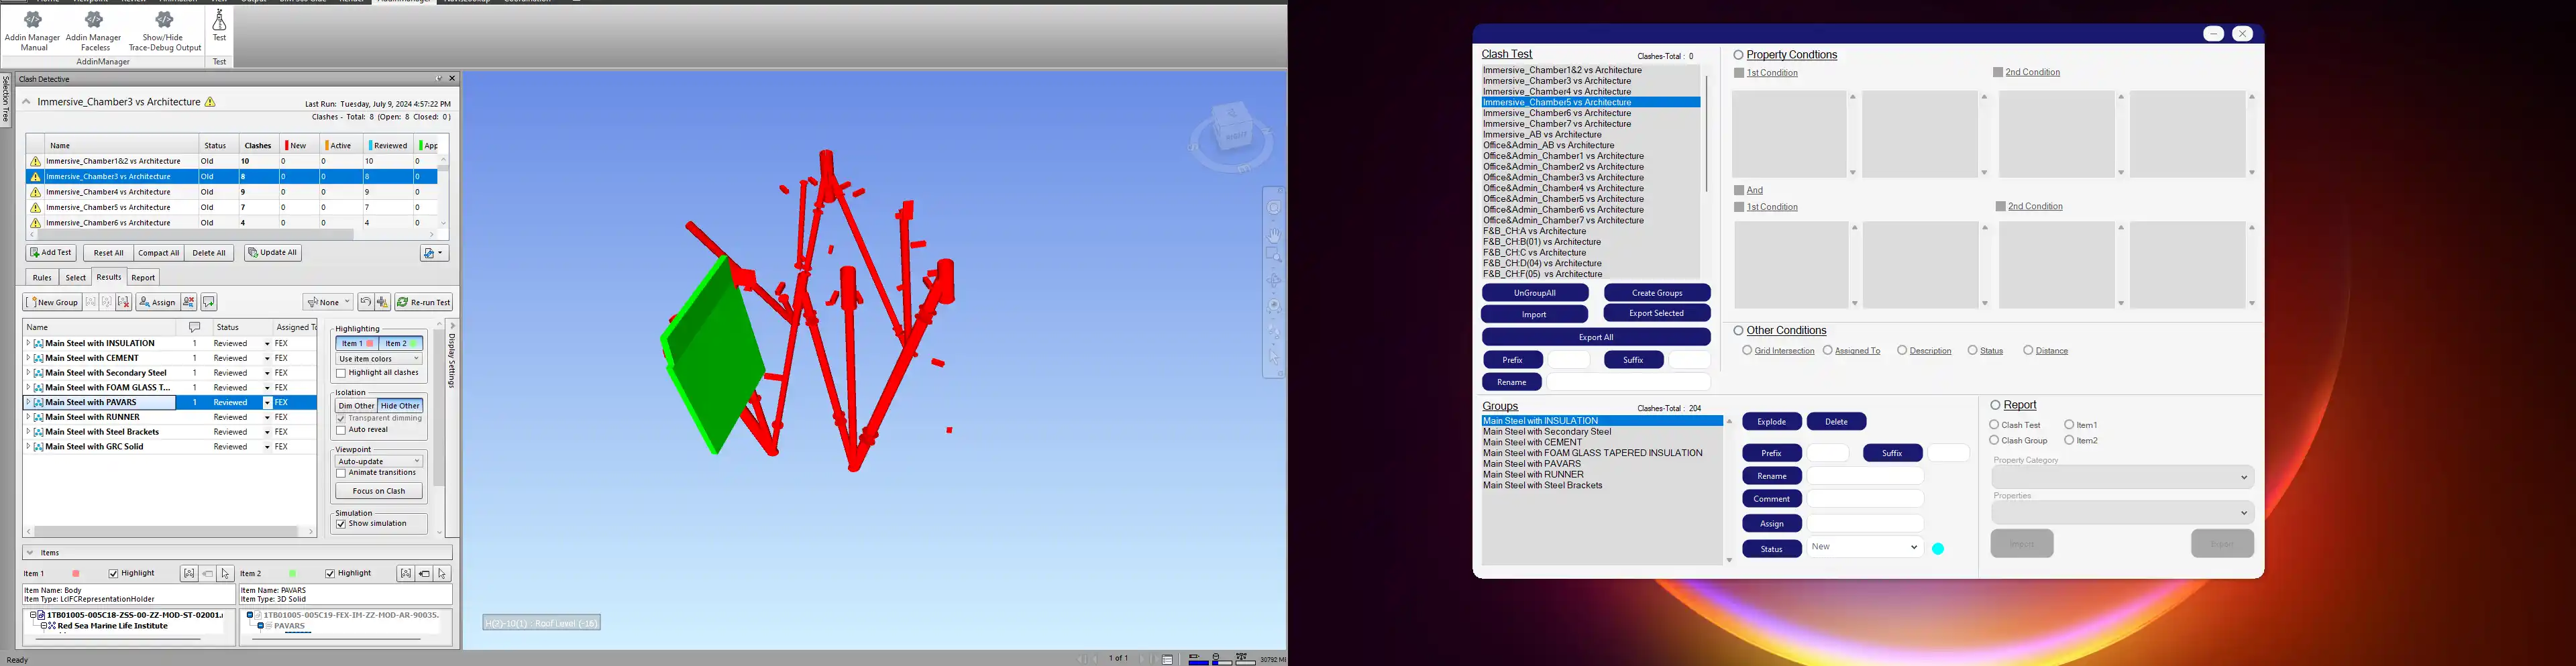 Home Viewpoint Review Animation View Output Render AddinManager Coordination
Addin Manager
Manual
Addin Manager
Faceless
Show/Hide
Trace-Debug Output
Test
AddinManager
Test
Selection Tree
Clash Detective
Immersive_Chamber3 vs Architecture
Last Run: Tuesday, July 9, 2024 4:57:22 PM
Clashes - Total: 8 (Open: 8 Closed: 0)
Name Status Clashes New Active Reviewed App
Immersive_Chamber1&2 vs Architecture Old 10 0 0 10 0
Immersive_Chamber3 vs Architecture Old 8 0 0 8 0
Immersive_Chamber4 vs Architecture Old 9 0 0 9 0
Immersive_Chamber5 vs Architecture Old 7 0 0 7 0
Immersive_Chamber6 vs Architecture Old 4 0 0 4 0
Add Test Reset All Compact All Delete All Update All
Rules Select Results Report
New Group Assign None Re-run Test
Name Status Assigned To
Main Steel with INSULATION 1 Reviewed FEX
Main Steel with CEMENT 1 Reviewed FEX
Main Steel with Secondary Steel 1 Reviewed FEX
Main Steel with FOAM GLASS T... 1 Reviewed FEX
Main Steel with PAVARS 1 Reviewed FEX
Main Steel with RUNNER 1 Reviewed FEX
Main Steel with Steel Brackets 1 Reviewed FEX
Main Steel with GRC Solid 1 Reviewed FEX
Highlighting
Item 1 Item 2
Use item colors
Highlight all clashes
Isolation
Dim Other Hide Other
Transparent dimming
Auto reveal
Viewpoint
Auto-update
Animate transitions
Focus on Clash
Simulation
Show simulation
Display Settings
Items
Item 1 Highlight Item 2 Highlight
Item Name: Body
Item Type: LcIFCRepresentationHolder
Item Name: PAVARS
Item Type: 3D Solid
1TB01005-005C18-ZSS-00-ZZ-MOD-ST-02001.
Red Sea Marine Life Institute
1TB01005-005C19-FEX-IM-ZZ-MOD-AR-90035.
PAVARS
Ready
H(2)-10(1) : Roof Level (-16)
1 of 1
30792 MI
Clash Test
Clashes-Total : 0
Immersive_Chamber1&2 vs Architecture
Immersive_Chamber3 vs Architecture
Immersive_Chamber4 vs Architecture
Immersive_Chamber5 vs Architecture
Immersive_Chamber6 vs Architecture
Immersive_Chamber7 vs Architecture
Immersive_AB vs Architecture
Office&Admin_AB vs Architecture
Office&Admin_Chamber1 vs Architecture
Office&Admin_Chamber2 vs Architecture
Office&Admin_Chamber3 vs Architecture
Office&Admin_Chamber4 vs Architecture
Office&Admin_Chamber5 vs Architecture
Office&Admin_Chamber6 vs Architecture
Office&Admin_Chamber7 vs Architecture
F&B_CH:A vs Architecture
F&B_CH:B(01) vs Architecture
F&B_CH:C vs Architecture
F&B_CH:D(04) vs Architecture
F&B_CH:F(05) vs Architecture
UnGroupAll Create Groups
Import Export Selected
Export All
Prefix Suffix
Rename
Property Condtions
1st Condition 2nd Condition
And
1st Condition 2nd Condition
Other Conditions
Grid Intersection Assigned To Description Status Distance
Groups
Clashes-Total : 204
Main Steel with INSULATION
Main Steel with Secondary Steel
Main Steel with CEMENT
Main Steel with FOAM GLASS TAPERED INSULATION
Main Steel with PAVARS
Main Steel with RUNNER
Main Steel with Steel Brackets
Explode Delete
Prefix Suffix
Rename
Comment
Assign
Status New
Report
Clash Test Item1
Clash Group Item2
Property Category
Properties
Import Export